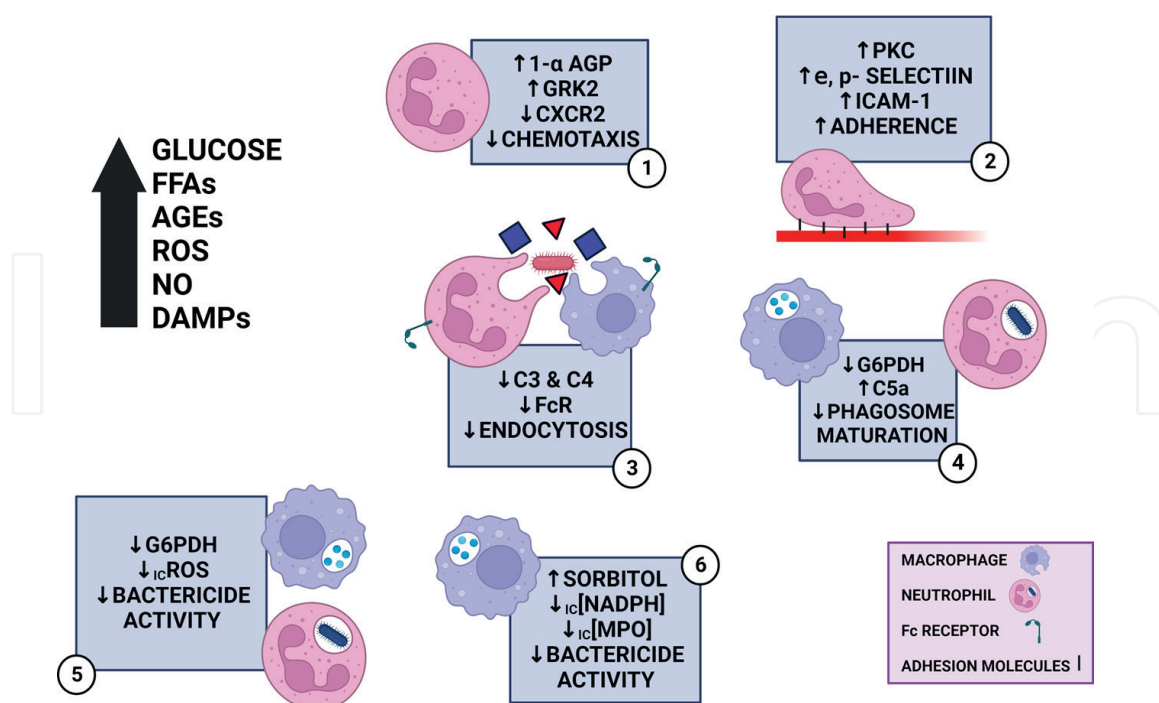 GLUCOSE
FFAs
AGEs
ROS
NO
DAMPs
↑1-α AGP
↑GRK2
↓CXCR2
↓CHEMOTAXIS
1
↑PKC
↑e, p- SELECTIIN
↑ICAM-1
↑ADHERENCE
2
↓C3 & C4
↓FcR
↓ENDOCYTOSIS
3
↓G6PDH
↑C5a
↓PHAGOSOME
MATURATION
4
↓G6PDH
↓ICROS
↓BACTERICIDE
ACTIVITY
5
↑SORBITOL
↓IC[NADPH]
↓IC[MPO]
↓BACTERICIDE
ACTIVITY
6
MACROPHAGE
NEUTROPHIL
Fc RECEPTOR
ADHESION MOLECULES